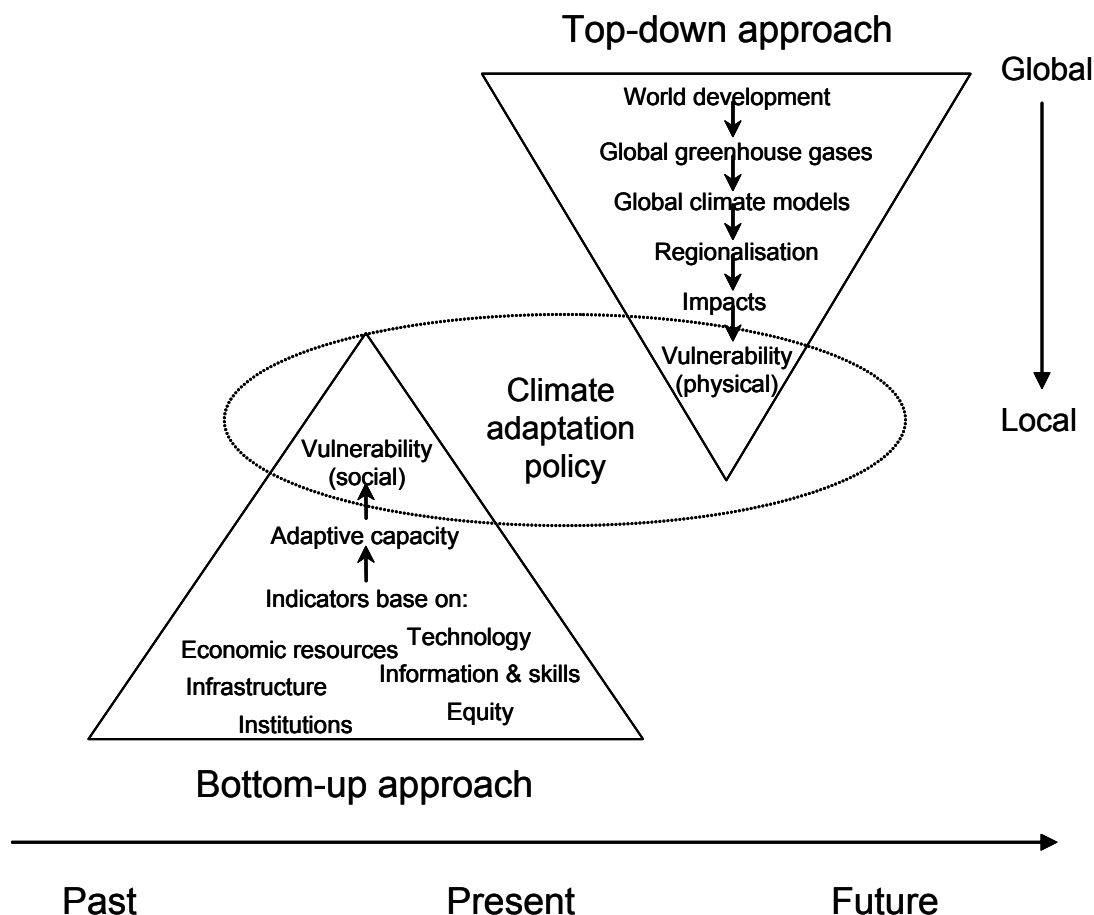 Top-down approach
Global
World development
Global greenhouse gases
Global climate models
Regionalisation
Impacts
Vulnerability
(physical)
Local
Climate
adaptation
policy
Vulnerability
(social)
Adaptive capacity
Indicators base on:
Economic resources
Technology
Infrastructure
Information & skills
Institutions
Equity
Bottom-up approach
Past
Present
Future